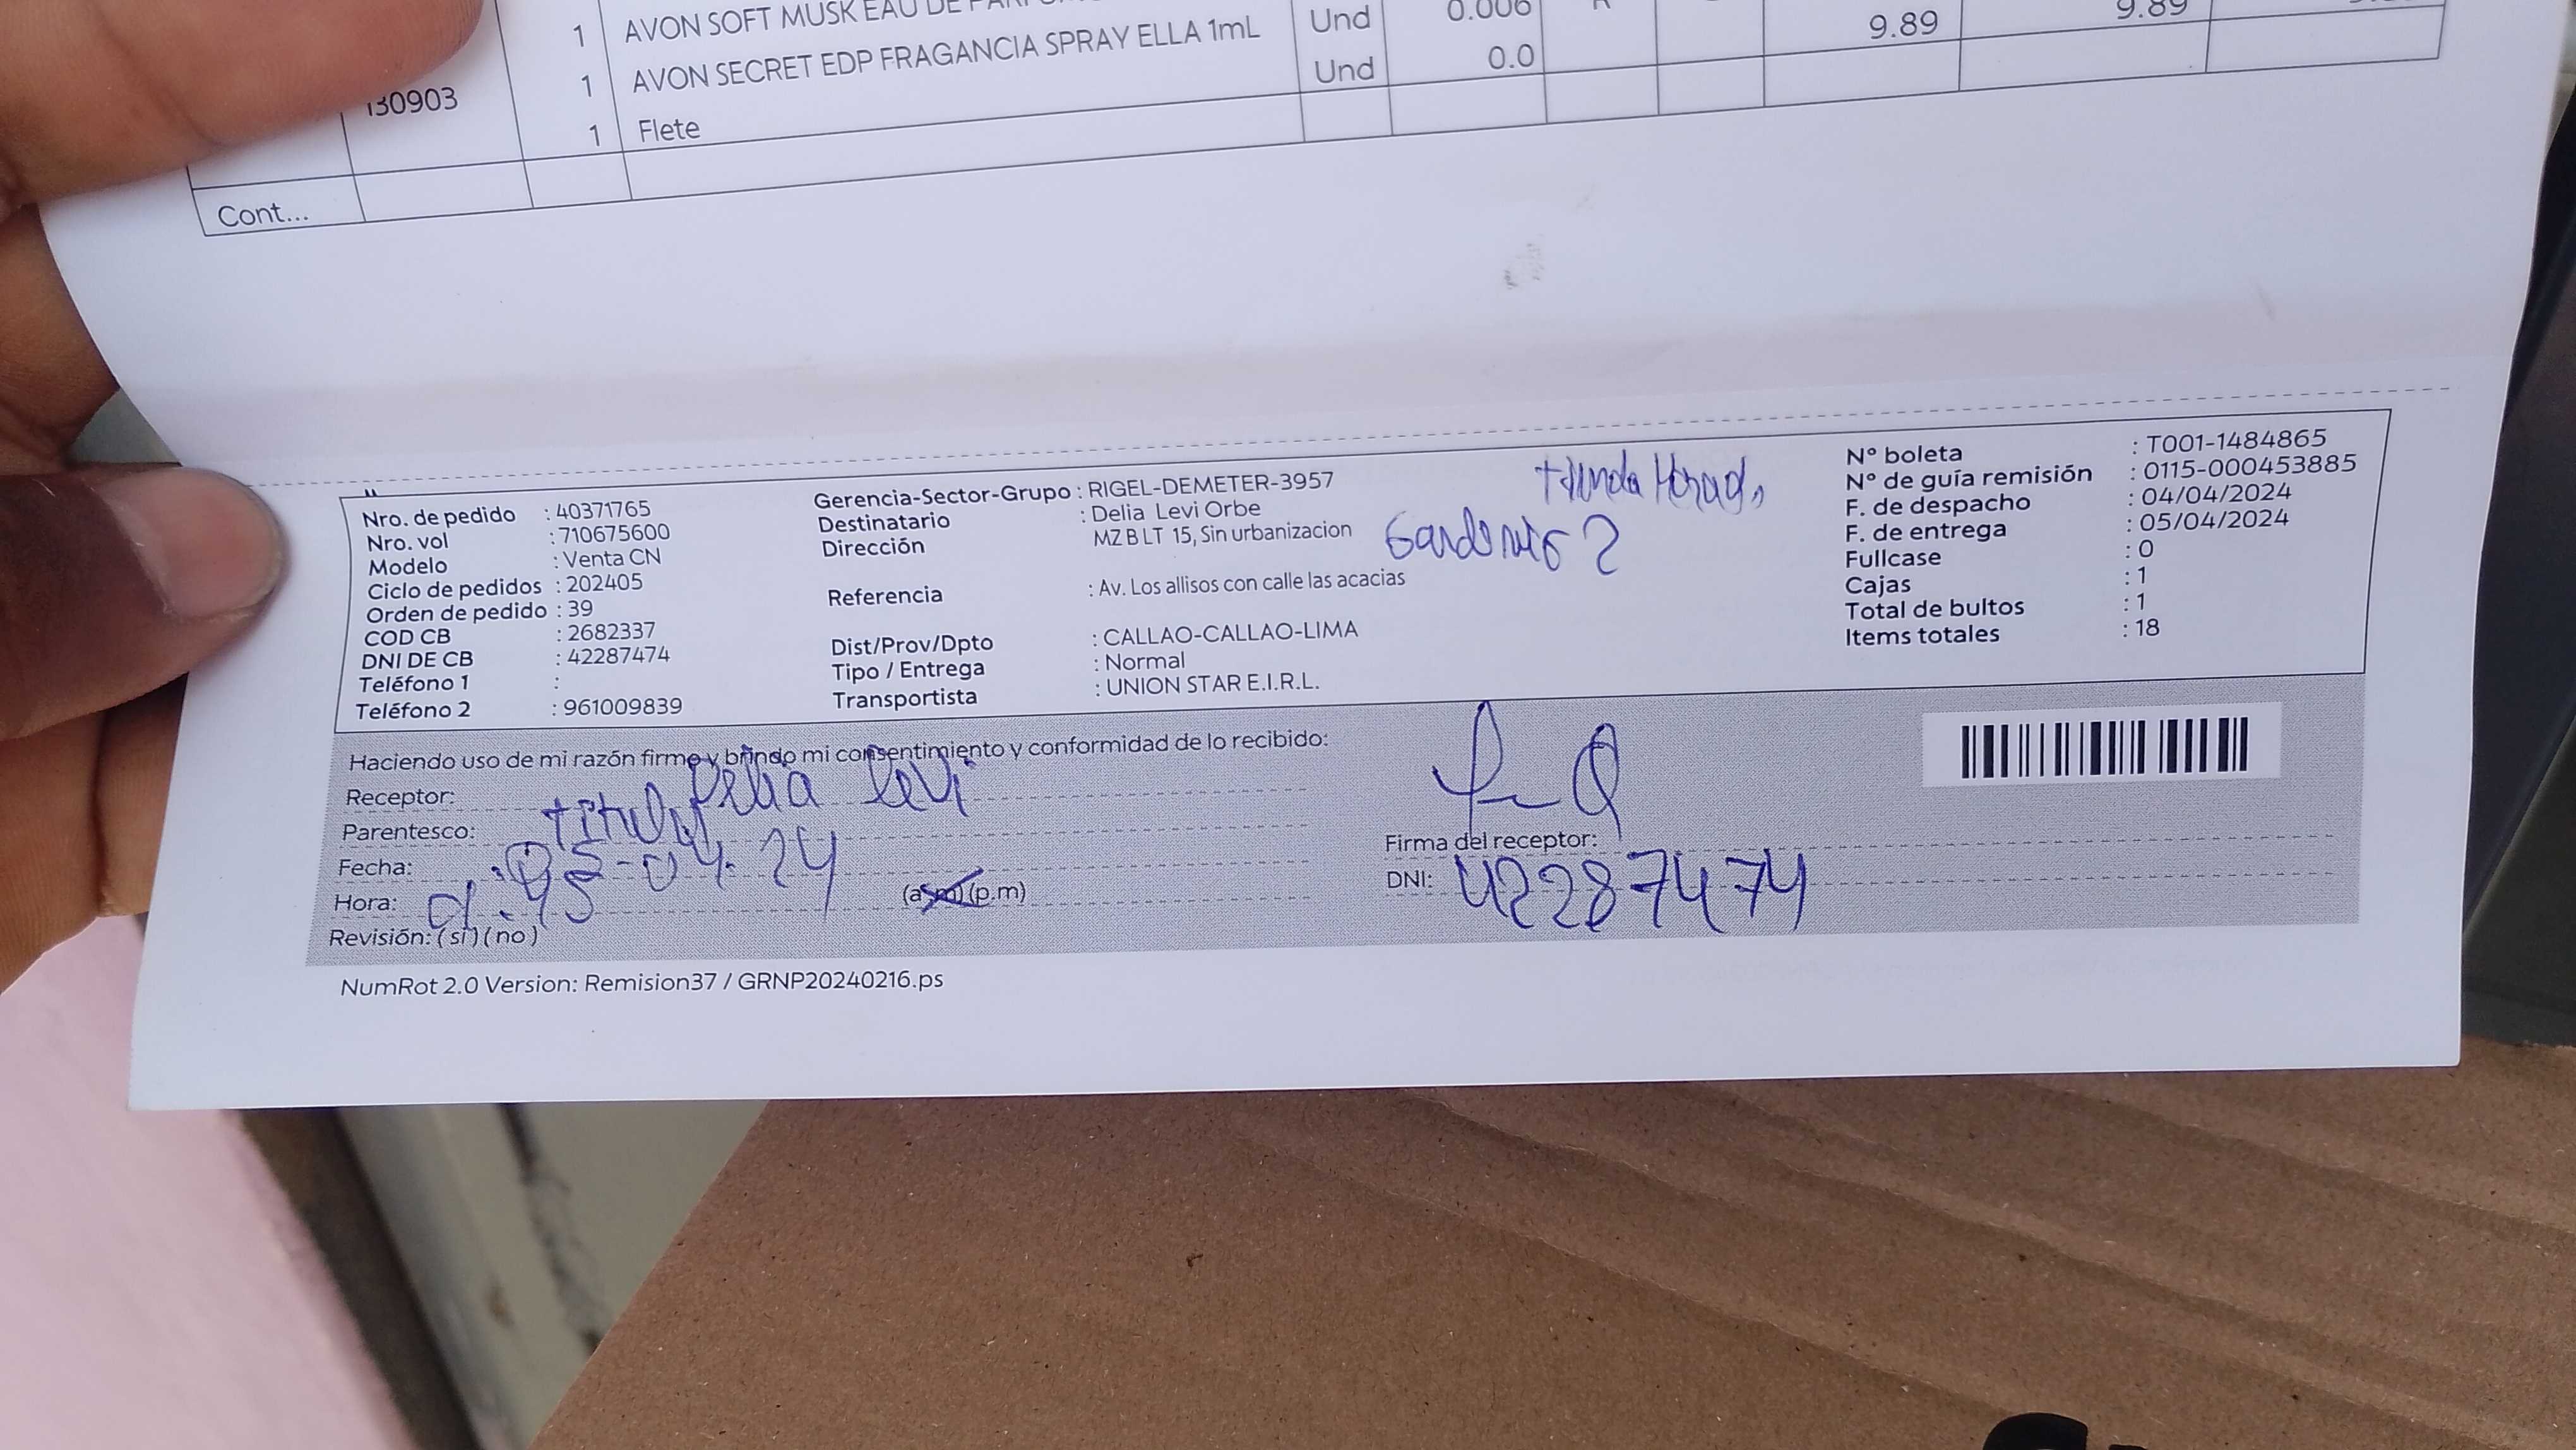 1 AVON SOFT MUSK EAU DE Und 0.006
1 AVON SECRET EDP FRAGANCIA SPRAY ELLA 1mL Und 0.0 9.89 9.89
130903 1 Flete
Cont...
Nro. de pedido : 40371765
Nro. vol : 710675600
Modelo : Venta CN
Ciclo de pedidos : 202405
Orden de pedido : 39
COD CB : 2682337
DNI DE CB : 42287474
Teléfono 1 :
Teléfono 2 : 961009839
Gerencia-Sector-Grupo : RIGEL-DEMETER-3957
Destinatario : Delia Levi Orbe
Dirección MZ B LT 15, Sin urbanizacion
Referencia : Av. Los allisos con calle las acacias
Dist/Prov/Dpto : CALLAO-CALLAO-LIMA
Tipo / Entrega : Normal
Transportista : UNION STAR E.I.R.L.
N° boleta : T001-1484865
N° de guía remisión : 0115-000453885
F. de despacho : 04/04/2024
F. de entrega : 05/04/2024
Fullcase : 0
Cajas : 1
Total de bultos : 1
Items totales : 18
Haciendo uso de mi razón firmo y brindo mi consentimiento y conformidad de lo recibido:
Receptor: Delia Levi
Parentesco: titular
Fecha: 05-04-24
Hora: (a.m) (p.m)
Revisión: (si) (no)
Firma del receptor:
DNI: 42287474
NumRot 2.0 Version: Remision37 / GRNP20240216.ps